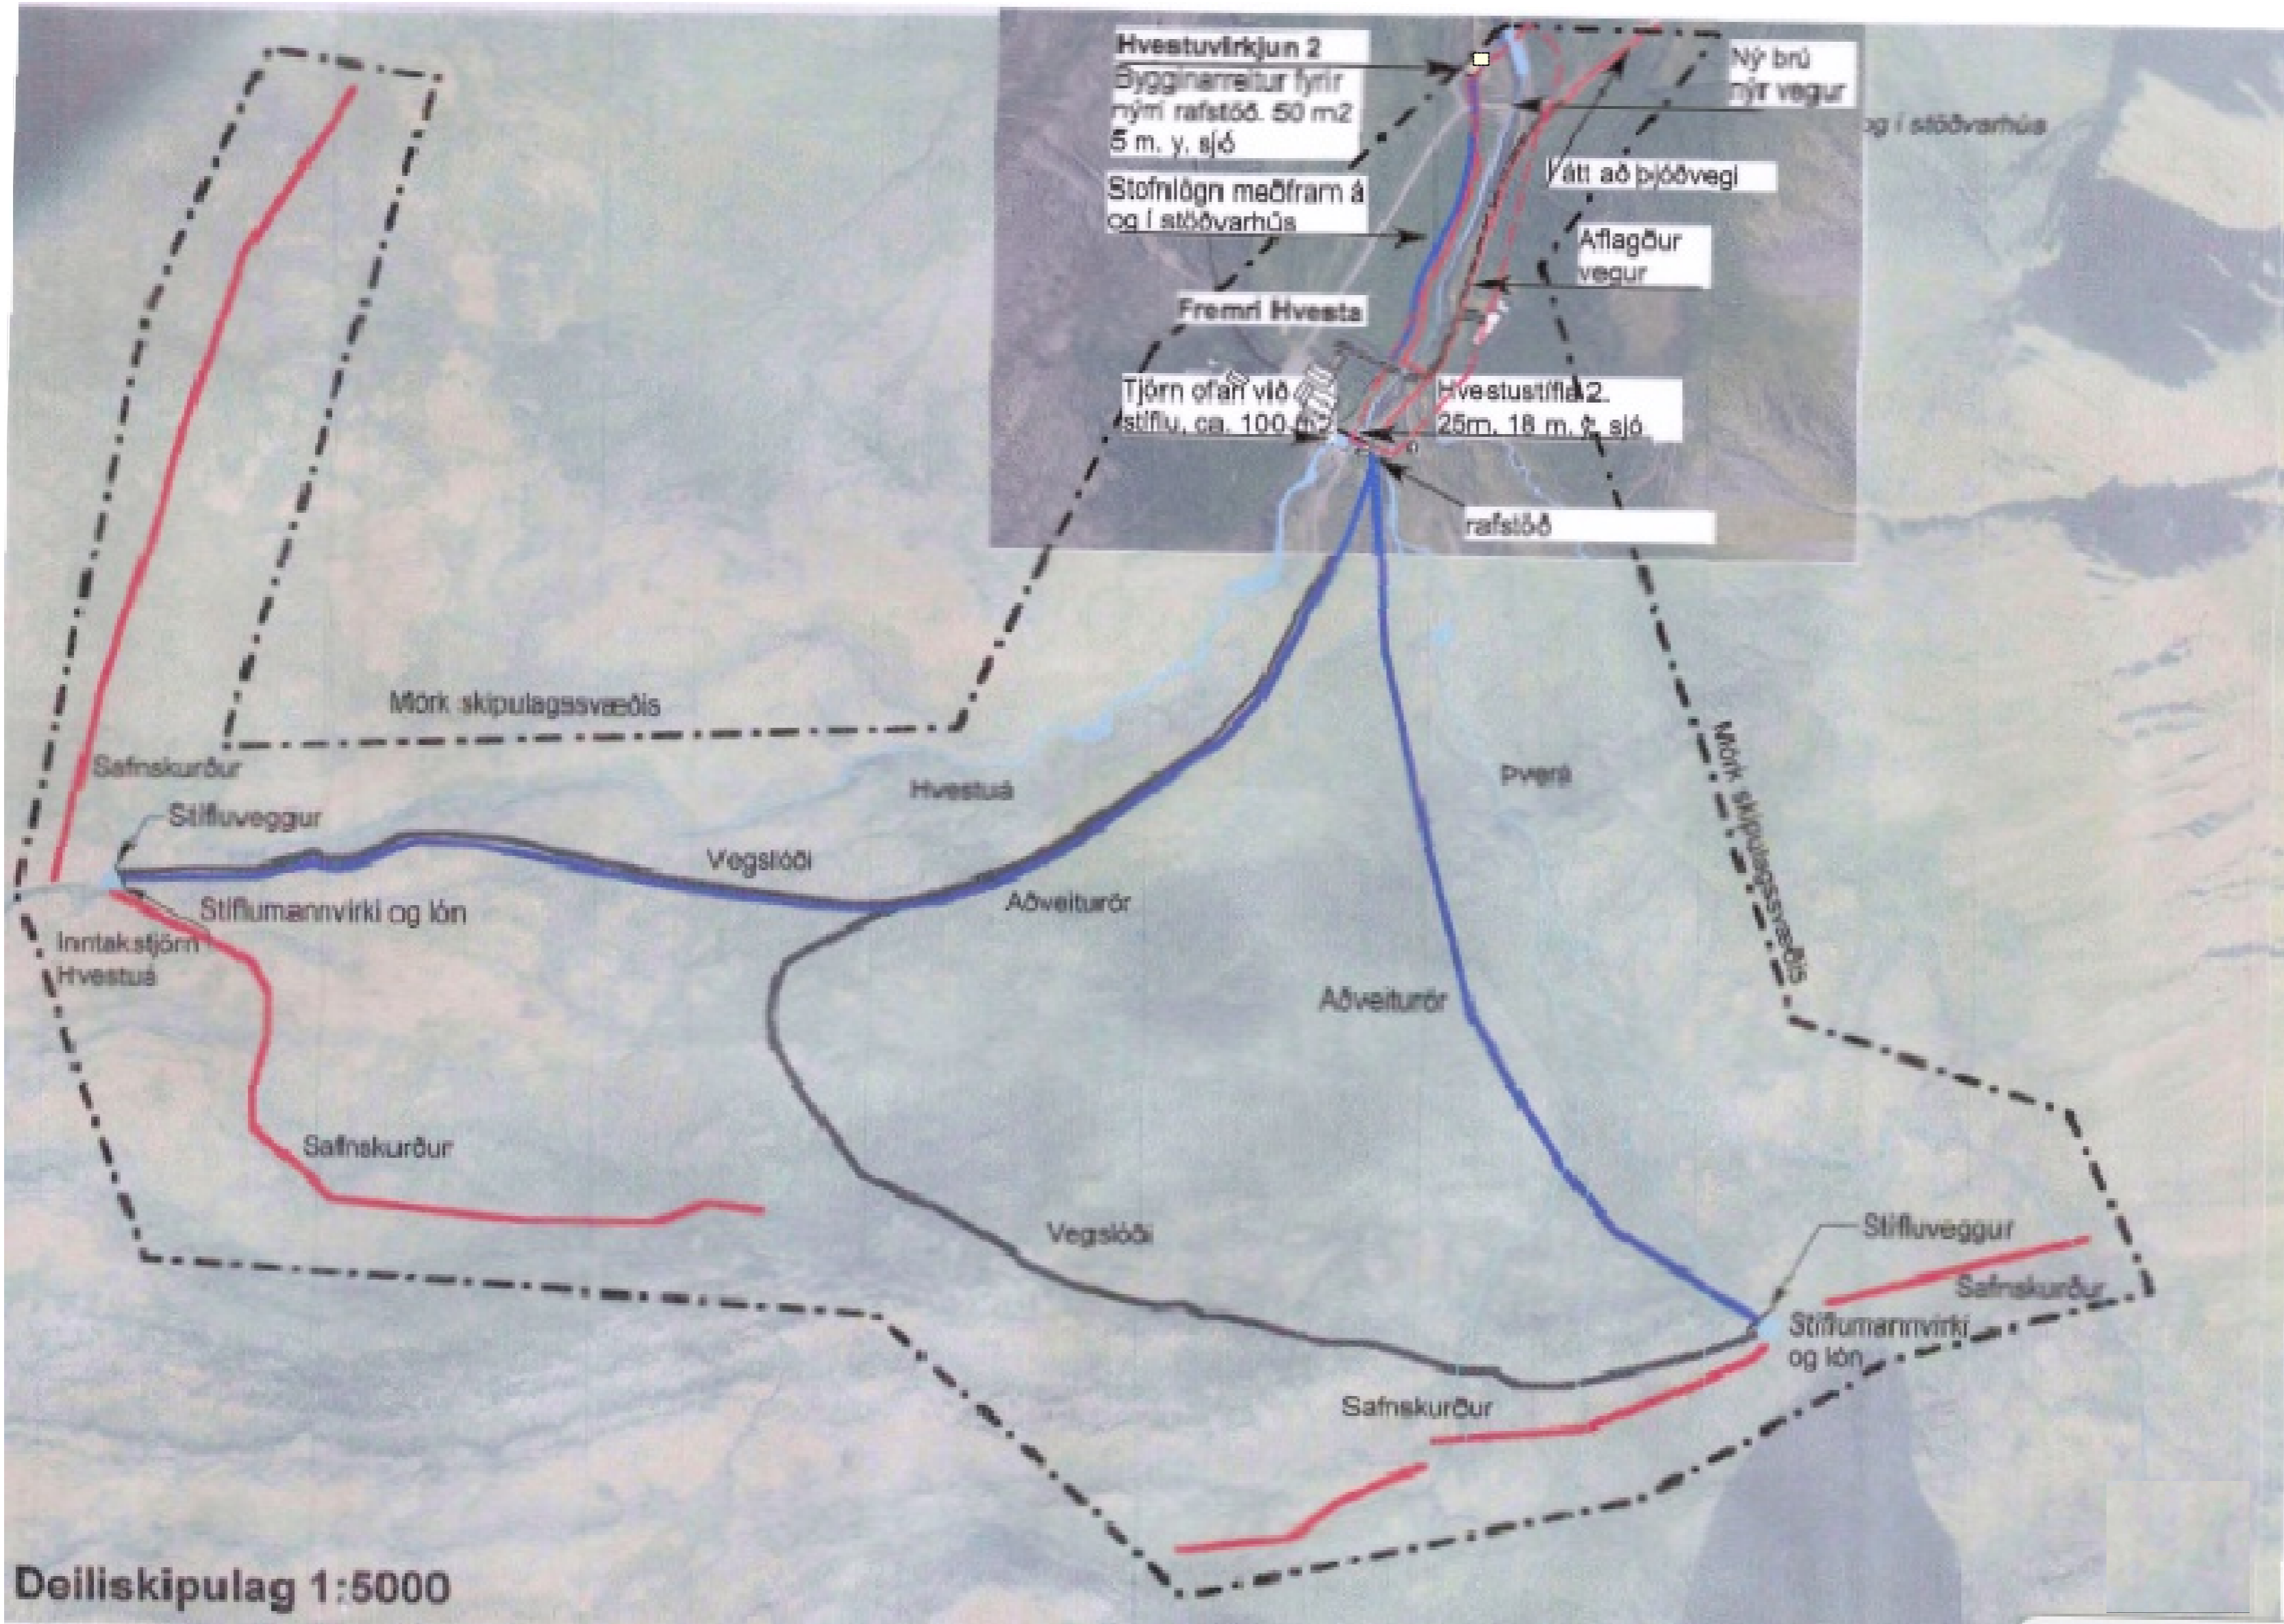 Hvestuvirkjun 2
Bygginarreitur fyrir
nýrri rafstöð. 50 m2
5 m. y. sjó
Ný brú
nýr vegur
og í stöðvarhús
Stofnlögn meðfram á
og í stöðvarhús
átt að þjóðvegi
Aflagður
vegur
Fremri Hvesta
Tjörn ofan við
stíflu, ca. 100 m2
Hvestustífla 2.
25m, 18 m. y. sjó
rafstöð
Mörk skipulagssvæðis
Mörk skipulagssvæðis
Safnskurður
Stífluveggur
Hvestuá
Þverá
Vegslóði
Aðveiturör
Stíflumannvirki og lón
Inntakstjörn
Hvestuá
Aðveiturör
Safnskurður
Vegslóði
Stífluveggur
Safnskurður
Stíflumannvirki
og lón
Safnskurður
Deiliskipulag 1:5000